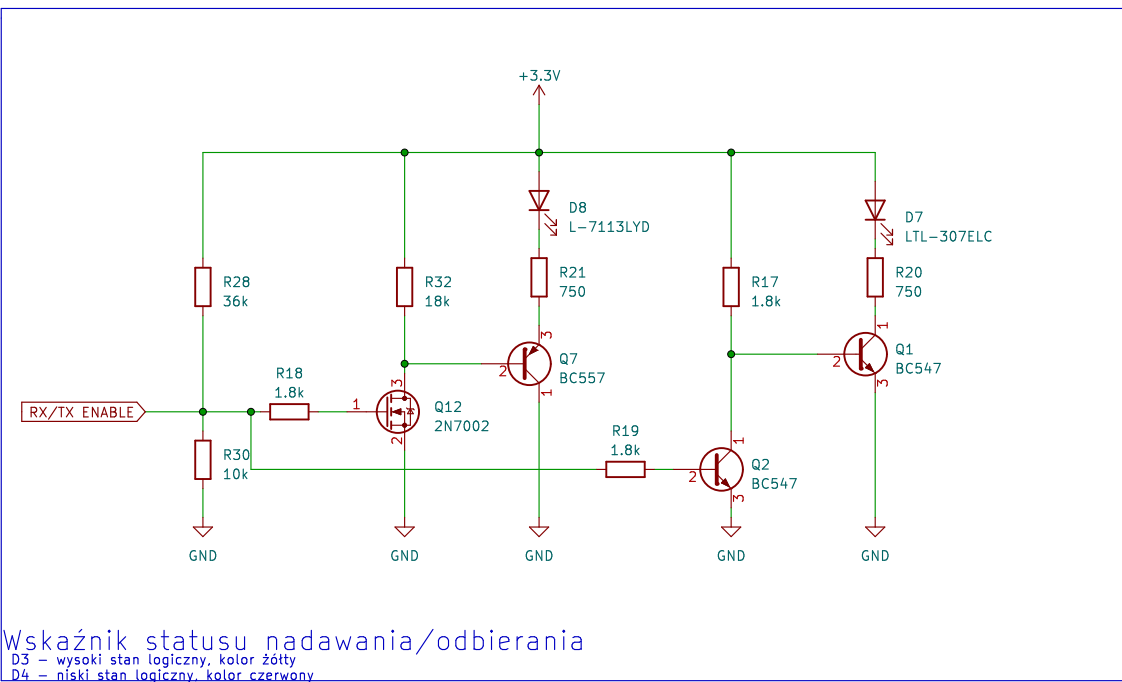 +3.3V
D8
L-7113LYD
D7
LTL-307ELC
R28
36k
R32
18k
R21
750
R17
1.8k
R20
750
3
Q7
BC557
2
1
1
Q1
BC547
2
3
R18
1.8k
RX/TX ENABLE
1
3
Q12
2N7002
2
R30
10k
R19
1.8k
1
Q2
BC547
2
3
GND
GND
GND
GND
GND
Wskaźnik statusu nadawania/odbierania
D3 - wysoki stan logiczny, kolor żółty
D4 - niski stan logiczny, kolor czerwony